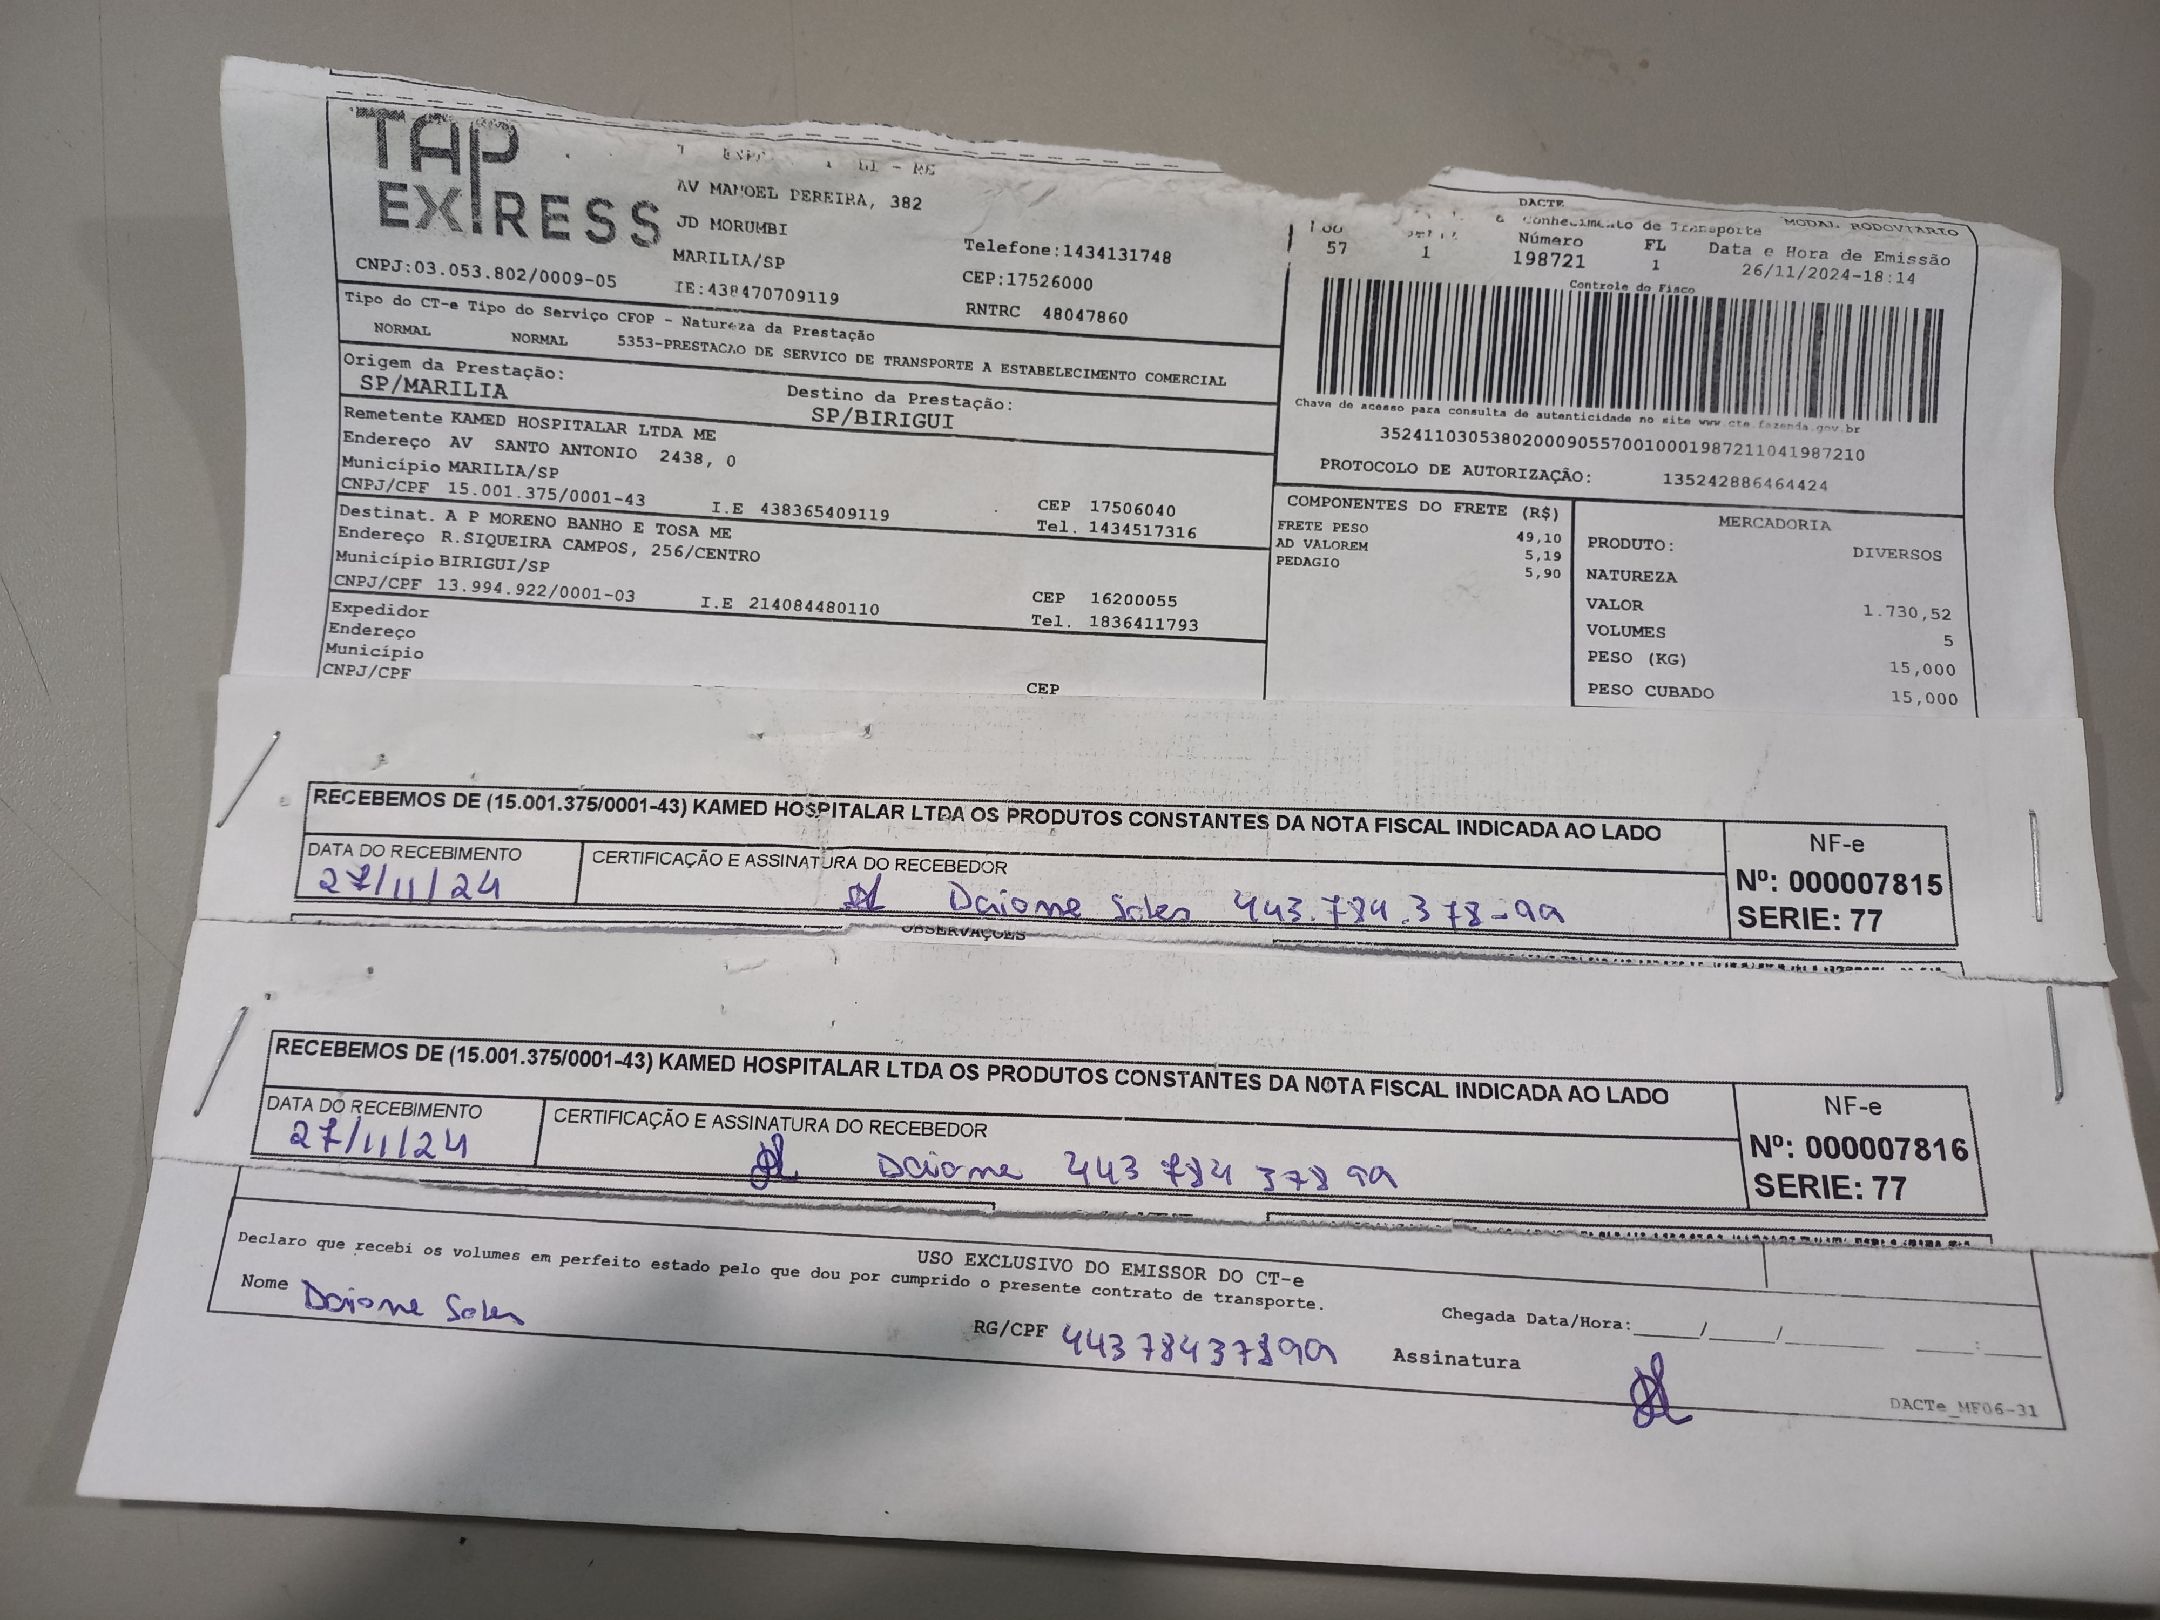 TAP
EXPRESS
AV MANOEL PEREIRA, 382
JD MORUMBI
MARILIA/SP
Telefone:1434131748
CNPJ:03.053.802/0009-05
IE:438470709119
CEP:17526000
RNTRC 48047860
Tipo do CT-e Tipo do Serviço CFOP - Natureza da Prestação
NORMAL NORMAL 5353-PRESTACAO DE SERVICO DE TRANSPORTE A ESTABELECIMENTO COMERCIAL
Origem da Prestação:
SP/MARILIA
Destino da Prestação:
SP/BIRIGUI
Remetente KAMED HOSPITALAR LTDA ME
Endereço AV SANTO ANTONIO 2438, 0
Município MARILIA/SP
CEP 17506040
CNPJ/CPF 15.001.375/0001-43 I.E 438365409119 Tel. 1434517316
Destinat. A P MORENO BANHO E TOSA ME
Endereço R.SIQUEIRA CAMPOS, 256/CENTRO
Município BIRIGUI/SP
CEP 16200055
CNPJ/CPF 13.994.922/0001-03 I.E 214084480110 Tel. 1836411793
Expedidor
Endereço
Município
CNPJ/CPF
CEP
DACTE
Conhecimento de Transporte
MODAL RODOVIARIO
Número FL Data e Hora de Emissão
57 1 198721 1 26/11/2024-18:14
Controle do Fisco
Chave de acesso para consulta de autenticidade no site www.cte.fazenda.gov.br
35241103053802000905570010001987211041987210
PROTOCOLO DE AUTORIZAÇÃO: 135242886464424
COMPONENTES DO FRETE (R$)
FRETE PESO 49,10
AD VALOREM 5,19
PEDAGIO 5,90
MERCADORIA
PRODUTO: DIVERSOS
NATUREZA
VALOR 1.730,52
VOLUMES 5
PESO (KG) 15,000
PESO CUBADO 15,000
RECEBEMOS DE (15.001.375/0001-43) KAMED HOSPITALAR LTDA OS PRODUTOS CONSTANTES DA NOTA FISCAL INDICADA AO LADO
DATA DO RECEBIMENTO
27/11/24
CERTIFICAÇÃO E ASSINATURA DO RECEBEDOR
Daiane Sales 443.784.378-99
NF-e
Nº: 000007815
SERIE: 77
OBSERVAÇÕES
RECEBEMOS DE (15.001.375/0001-43) KAMED HOSPITALAR LTDA OS PRODUTOS CONSTANTES DA NOTA FISCAL INDICADA AO LADO
DATA DO RECEBIMENTO
27/11/24
CERTIFICAÇÃO E ASSINATURA DO RECEBEDOR
Daiane 443 784 378 99
NF-e
Nº: 000007816
SERIE: 77
USO EXCLUSIVO DO EMISSOR DO CT-e
Declaro que recebi os volumes em perfeito estado pelo que dou por cumprido o presente contrato de transporte.
Nome Daiane Sales
RG/CPF 44378437899
Chegada Data/Hora:_____/_____/_____ ____:____
Assinatura
DACTe_MF06-31